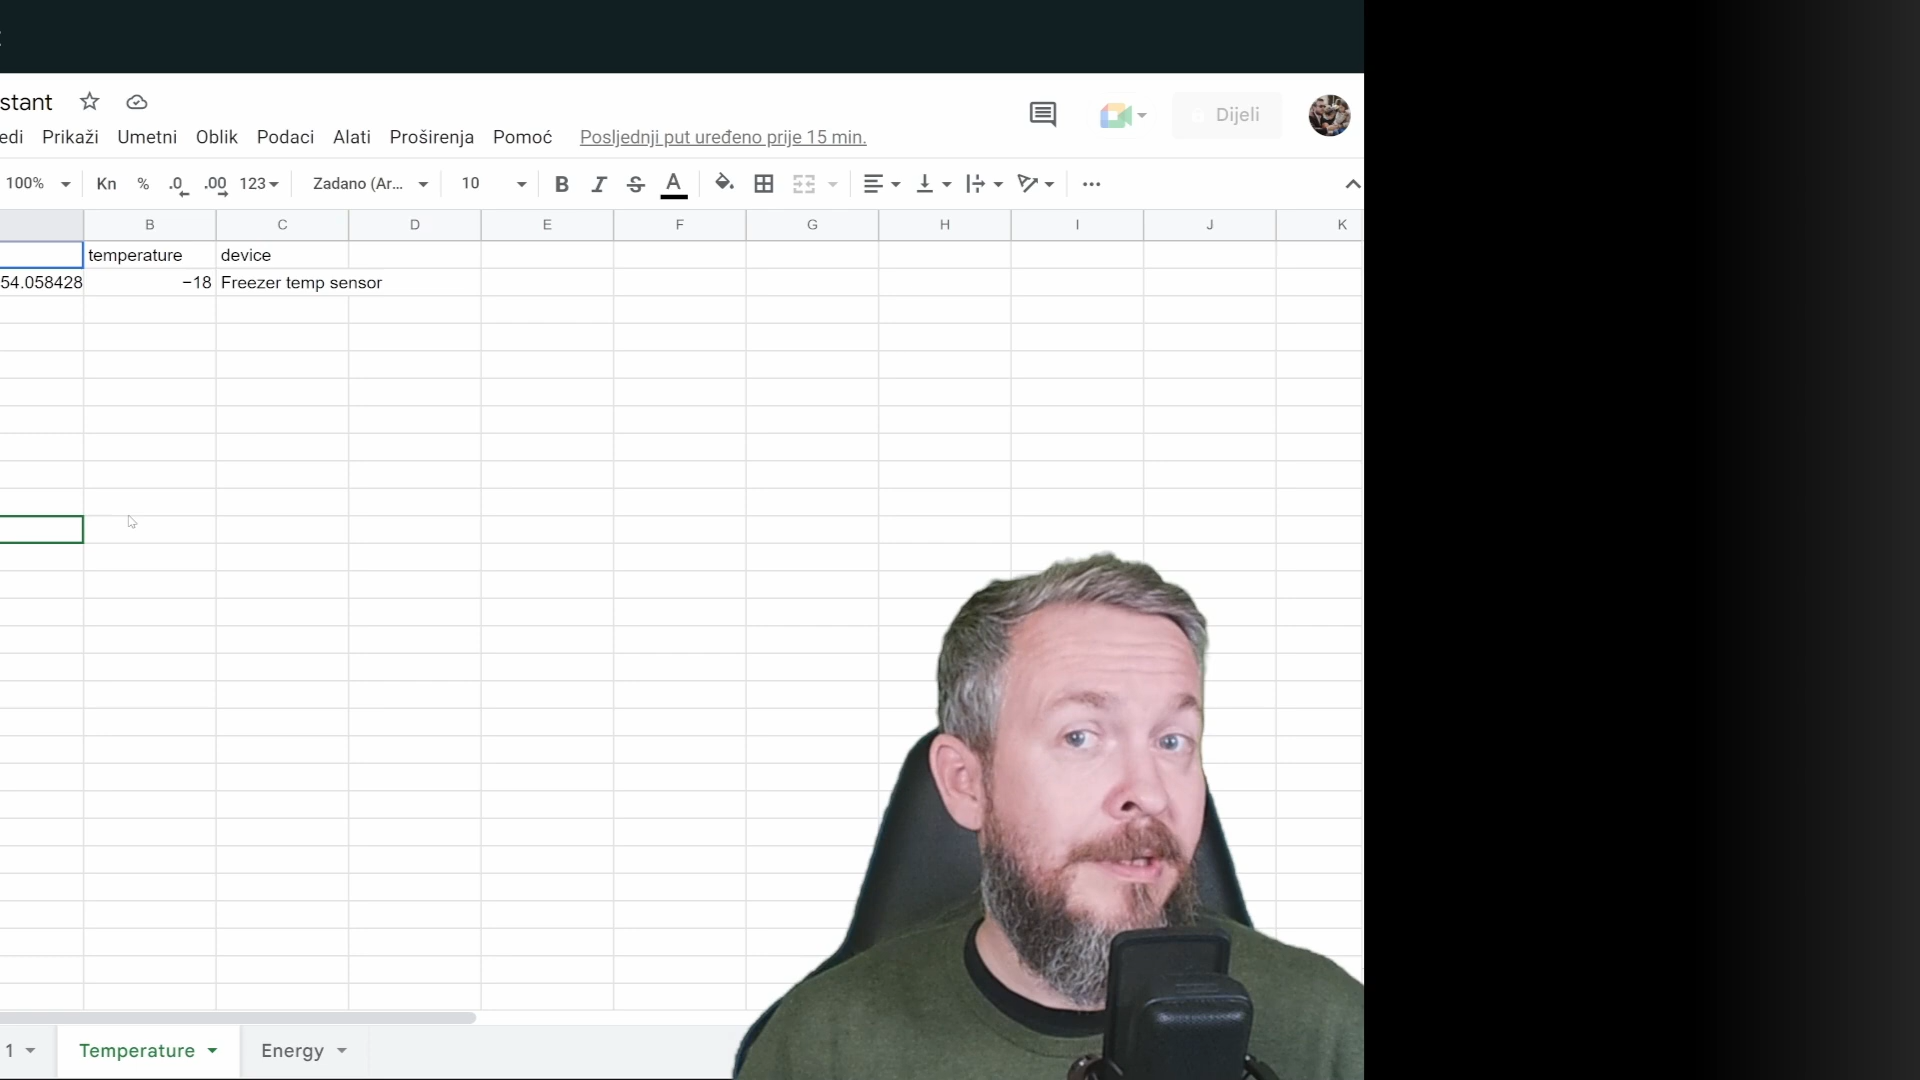 stant
edi Prikaži Umetni Oblik Podaci Alati Proširenja Pomoć Posljednji put uređeno prije 15 min.
Dijeli
100% Kn % .0 .00 123 Zadano (Ar... 10 B I S A
B C D E F G H I J K
temperature device
54.058428 −18 Freezer temp sensor
1 Temperature Energy